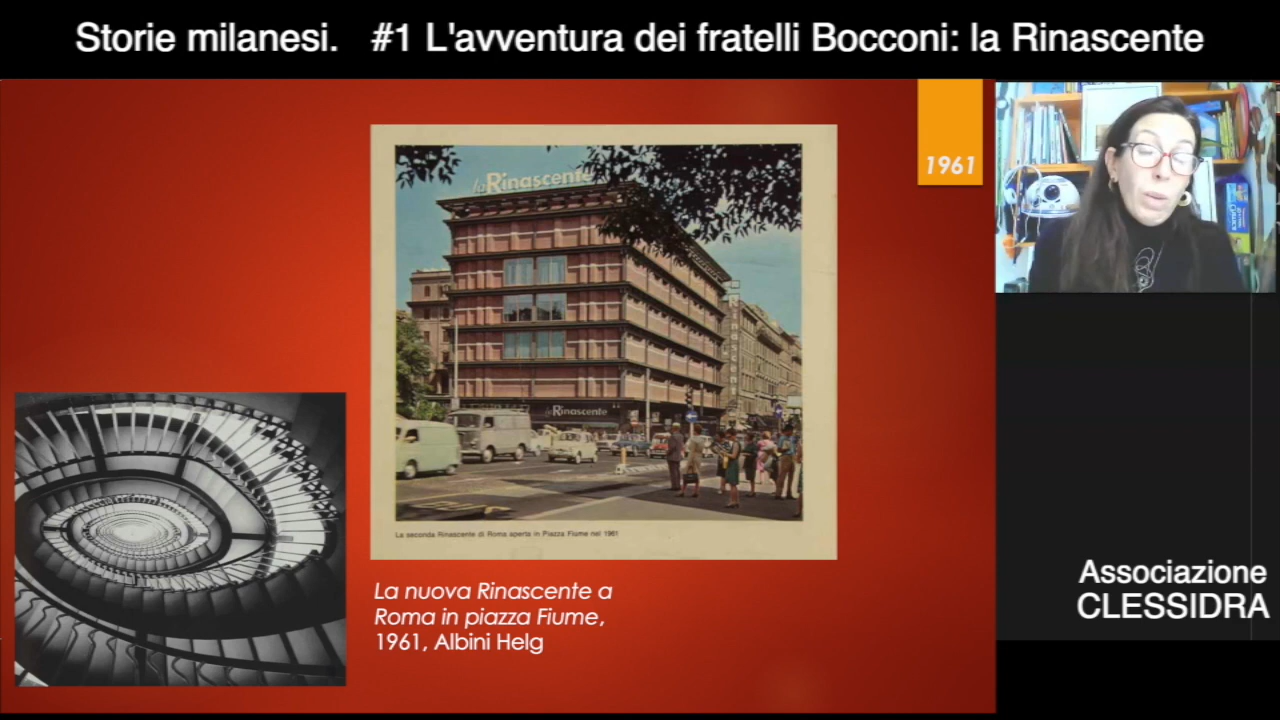 Storie milanesi. #1 L'avventura dei fratelli Bocconi: la Rinascente
1961
la Rinascente
RINASCENTE
la Rinascente
La seconda Rinascente di Roma aperta in Piazza Fiume nel 1961
La nuova Rinascente a
Roma in piazza Fiume,
1961, Albini Helg
Associazione
CLESSIDRA